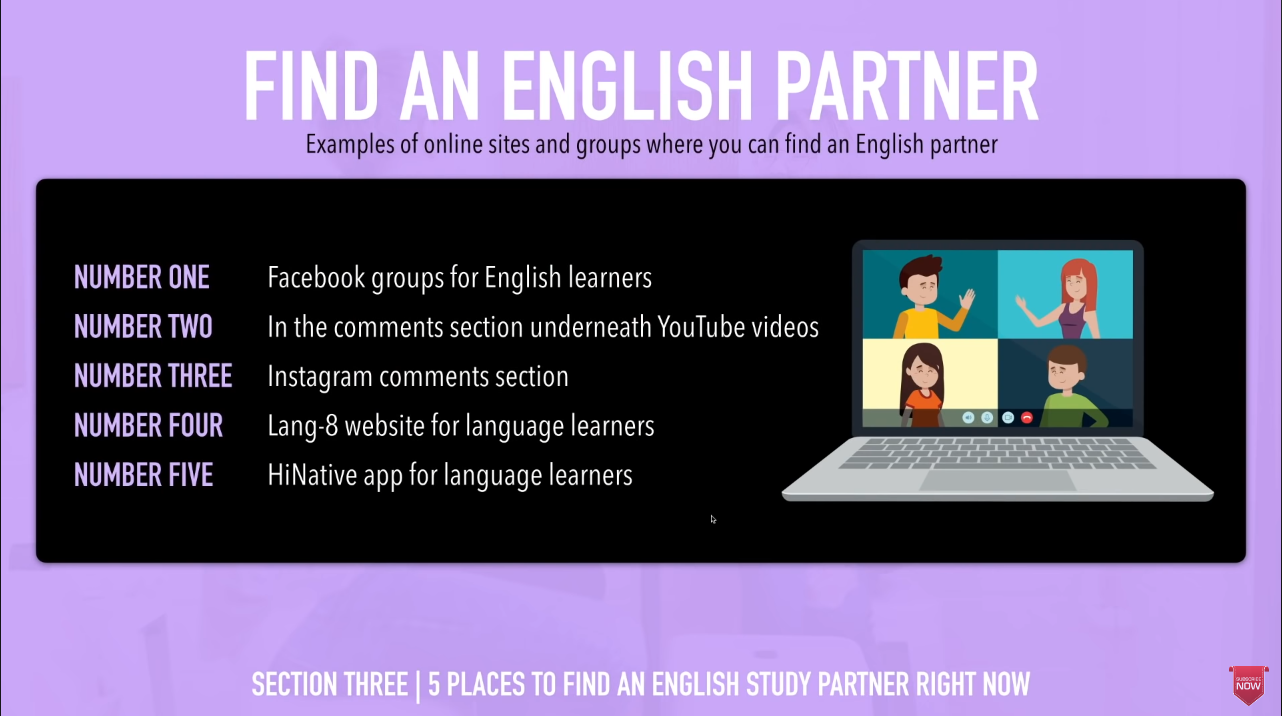 FIND AN ENGLISH PARTNER
Examples of online sites and groups where you can find an English partner
NUMBER ONE Facebook groups for English learners
NUMBER TWO In the comments section underneath YouTube videos
NUMBER THREE Instagram comments section
NUMBER FOUR Lang-8 website for language learners
NUMBER FIVE HiNative app for language learners
SECTION THREE | 5 PLACES TO FIND AN ENGLISH STUDY PARTNER RIGHT NOW
SUBSCRIBE
NOW